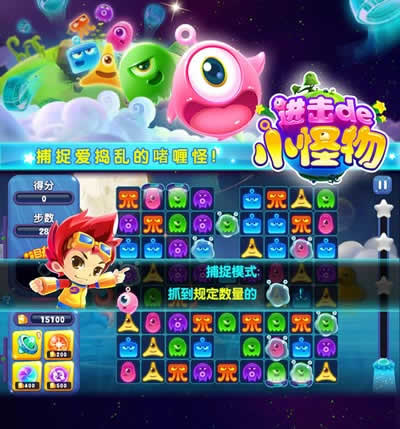 进击de
小怪物
捕捉爱捣乱的啫喱怪！
得分
0
步数
28
捕捉模式:
抓到规定数量的
15100
200
400
500